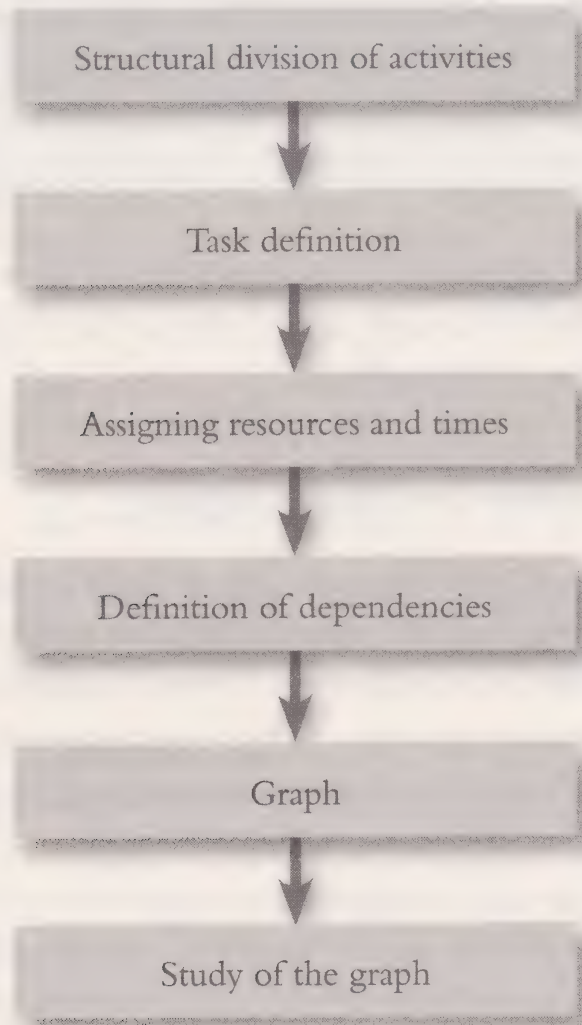 Structural division of activities
Task definition
Assigning resources and times
Definition of dependencies
Graph
Study of the graph